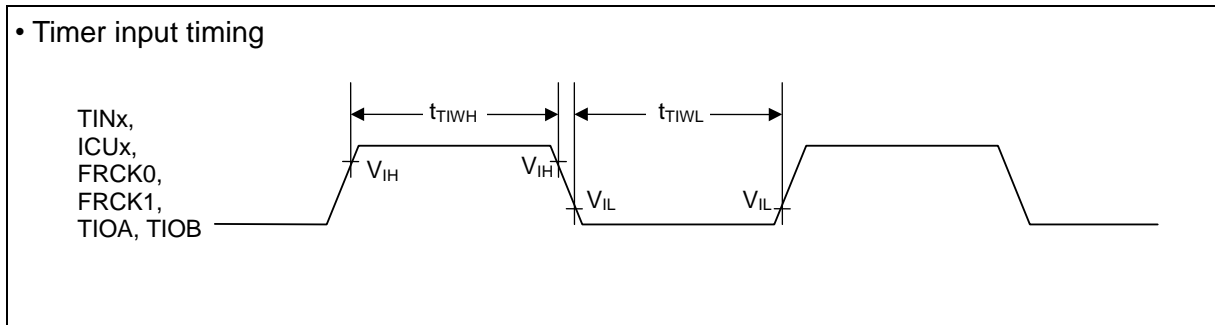 • Timer input timing
tTIWH
tTIWL
TINx,
ICUx,
FRCK0,
FRCK1,
TIOA, TIOB
VIH
VIH
VIL
VIL